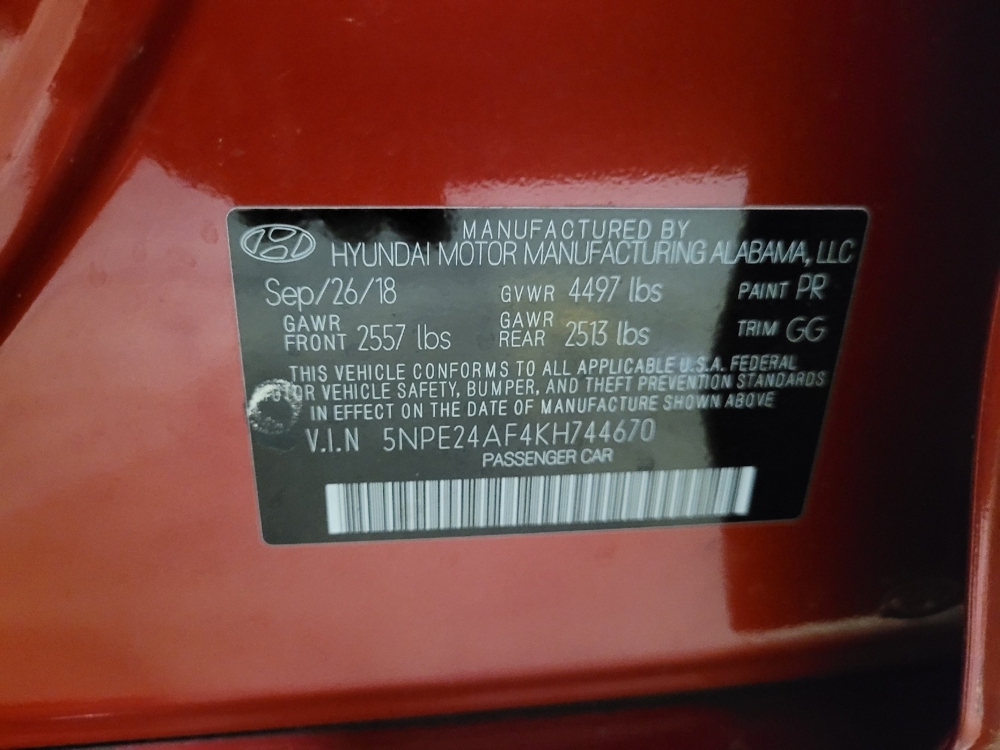 MANUFACTURED BY
HYUNDAI MOTOR MANUFACTURING ALABAMA, LLC
Sep/26/18 GVWR 4497 lbs PAINT PR
GAWR FRONT 2557 lbs GAWR REAR 2513 lbs TRIM GG
THIS VEHICLE CONFORMS TO ALL APPLICABLE U.S.A. FEDERAL
VEHICLE SAFETY, BUMPER, AND THEFT PREVENTION STANDARDS
IN EFFECT ON THE DATE OF MANUFACTURE SHOWN ABOVE
V.I.N 5NPE24AF4KH744670
PASSENGER CAR